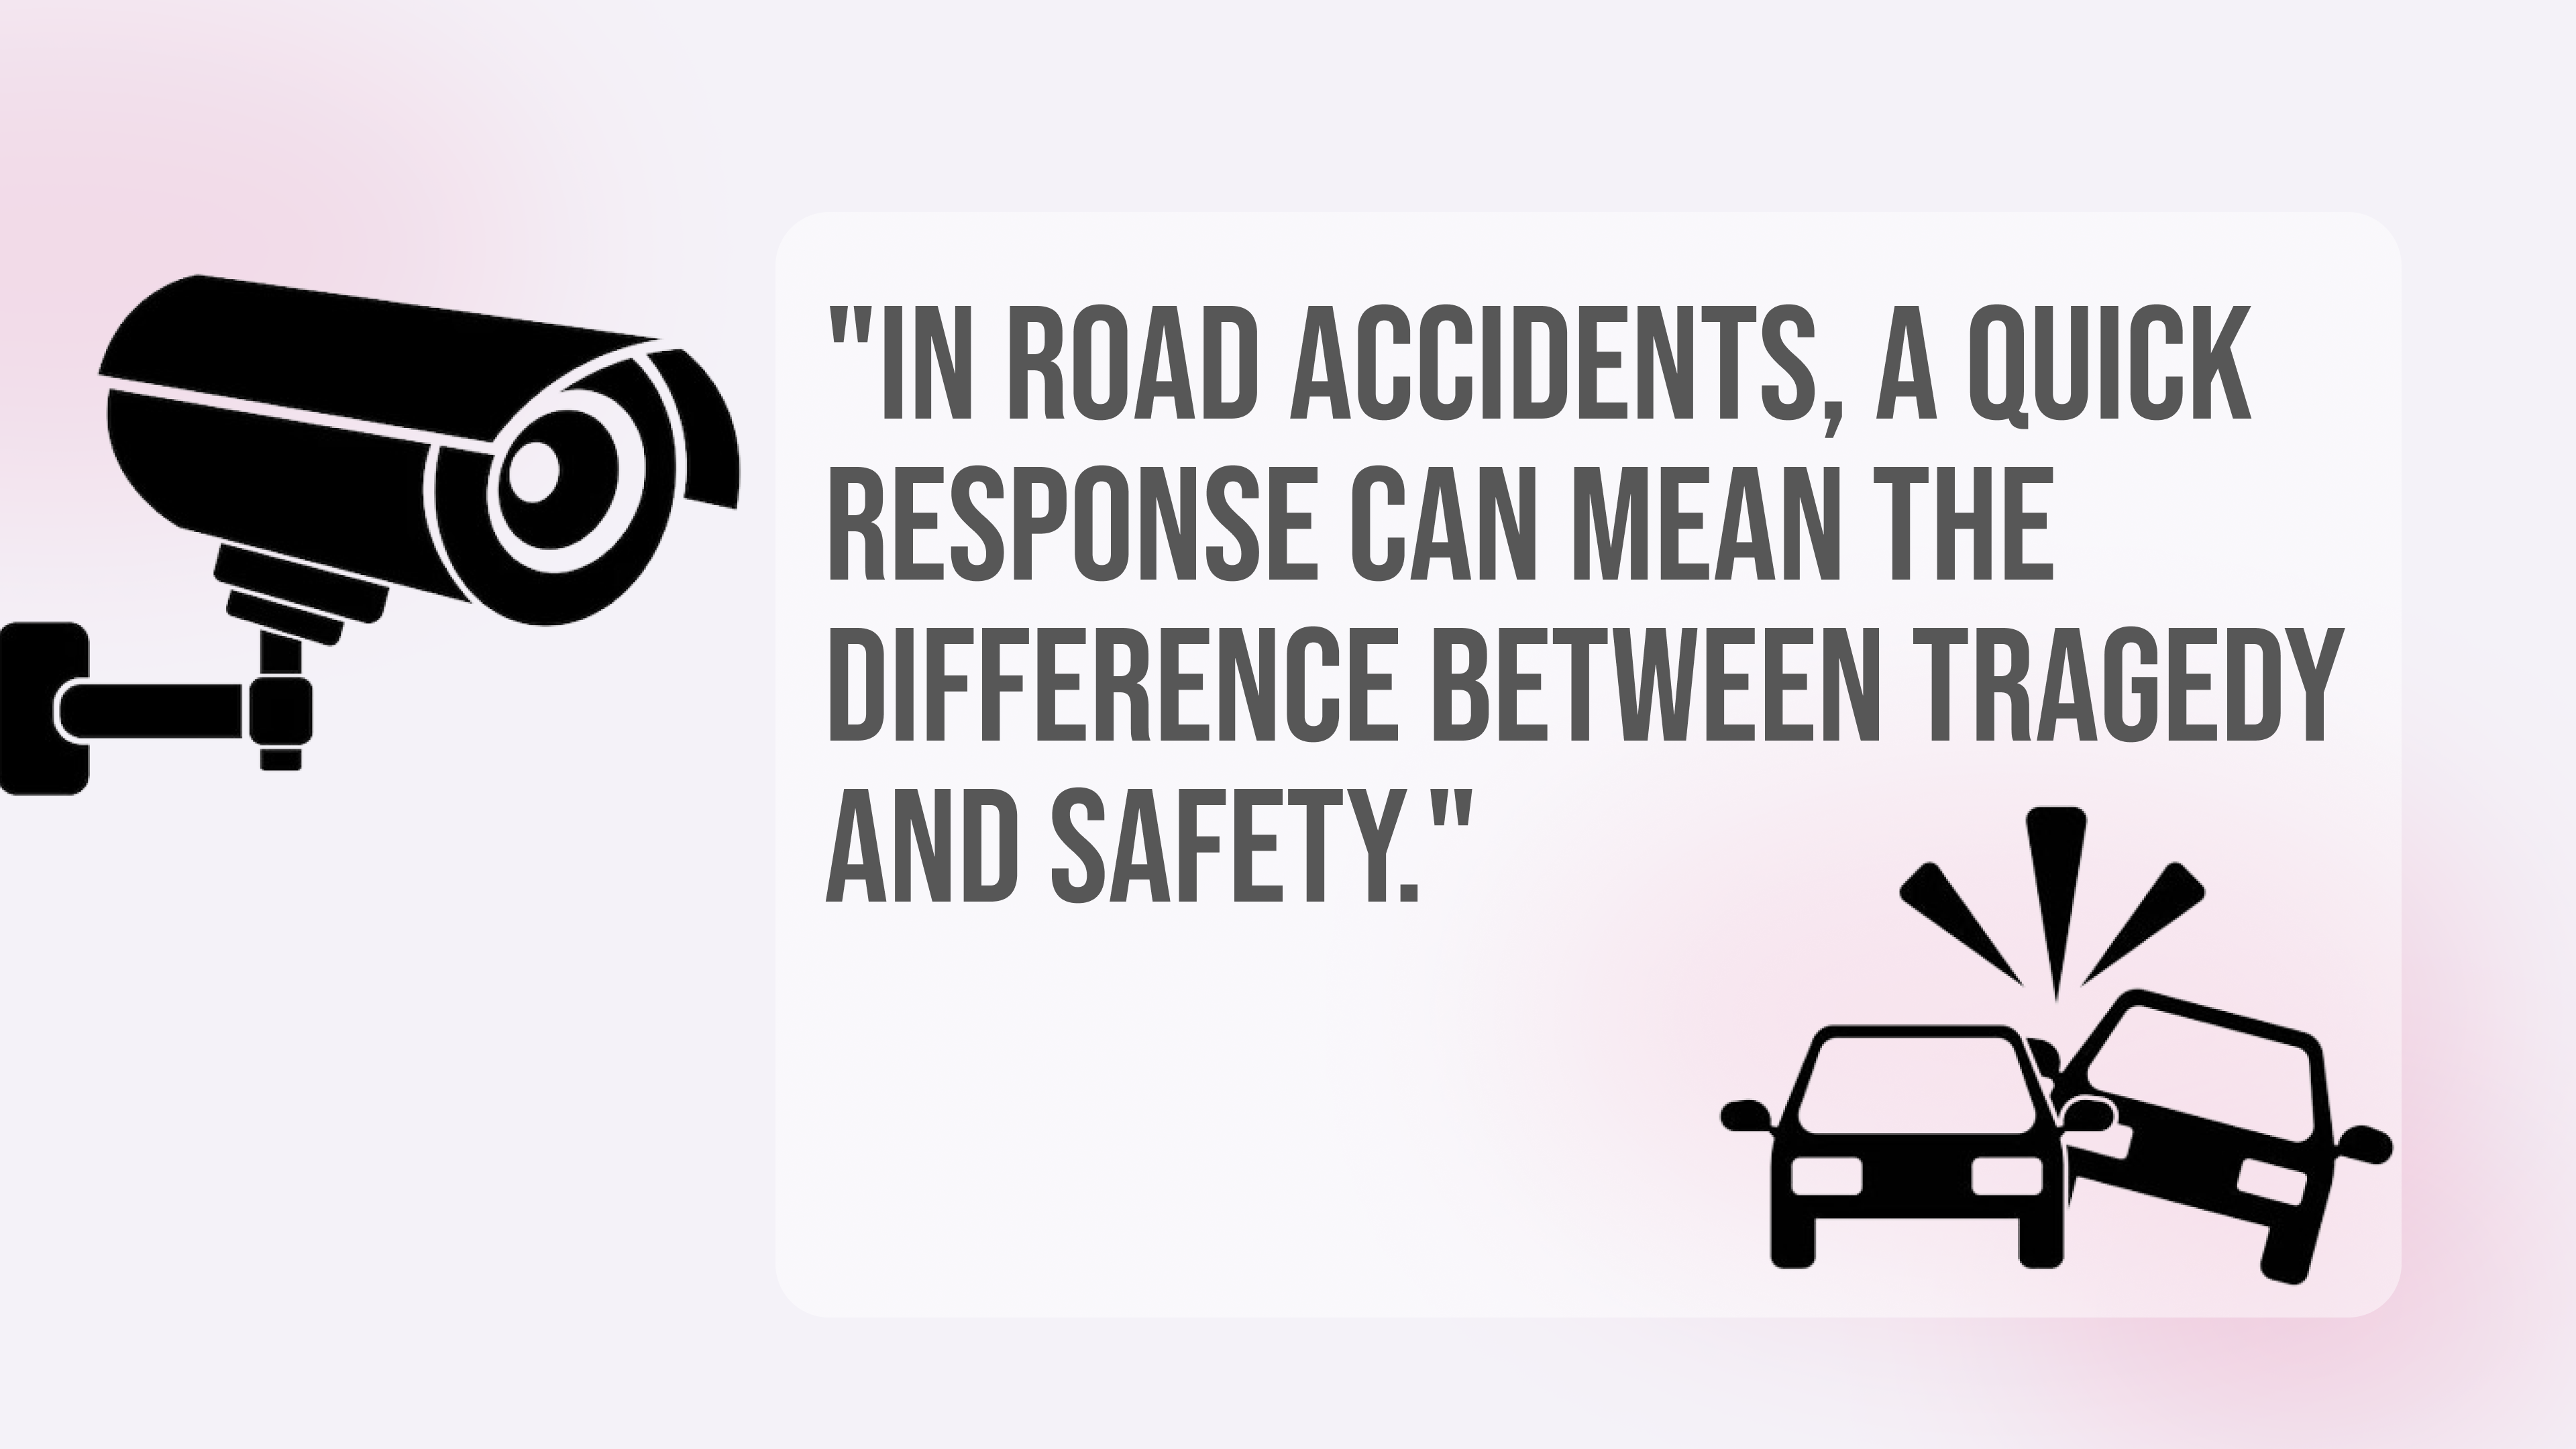 "IN ROAD ACCIDENTS, A QUICK
RESPONSE CAN MEAN THE
DIFFERENCE BETWEEN TRAGEDY
AND SAFETY."